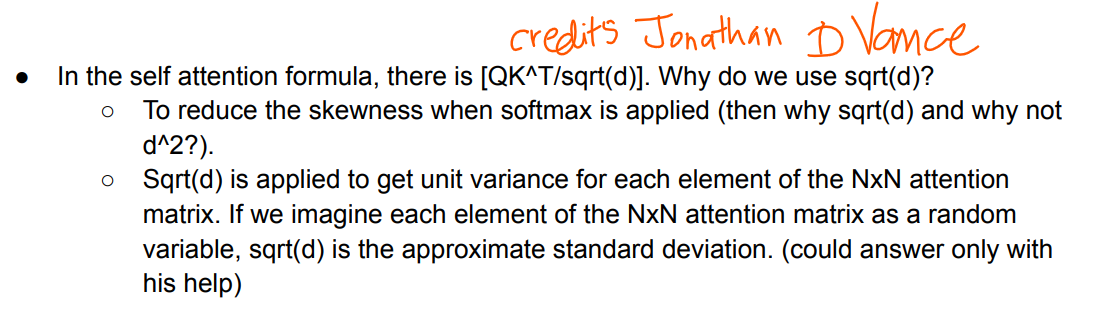 credits Jonathan D Vance
● In the self attention formula, there is [QK^T/sqrt(d)]. Why do we use sqrt(d)?
○ To reduce the skewness when softmax is applied (then why sqrt(d) and why not
d^2?).
○ Sqrt(d) is applied to get unit variance for each element of the NxN attention
matrix. If we imagine each element of the NxN attention matrix as a random
variable, sqrt(d) is the approximate standard deviation. (could answer only with
his help)